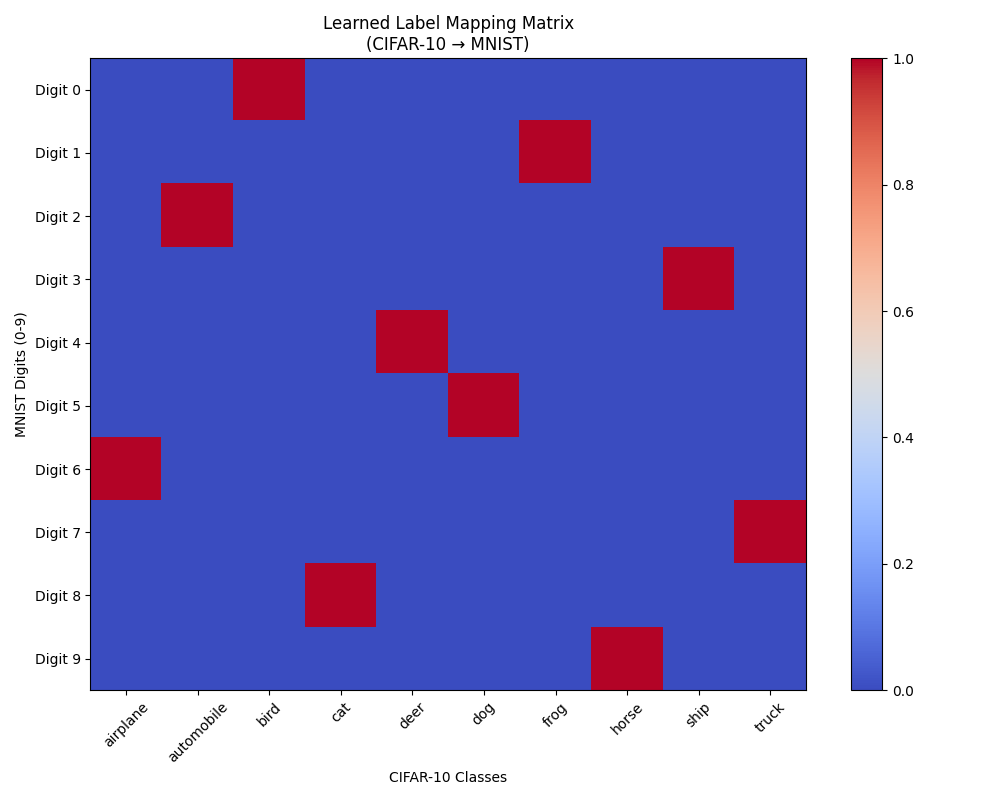 Learned Label Mapping Matrix
(CIFAR-10 → MNIST)
MNIST Digits (0-9)
Digit 0
Digit 1
Digit 2
Digit 3
Digit 4
Digit 5
Digit 6
Digit 7
Digit 8
Digit 9
airplane
automobile
bird
cat
deer
dog
frog
horse
ship
truck
CIFAR-10 Classes
1.0
0.8
0.6
0.4
0.2
0.0